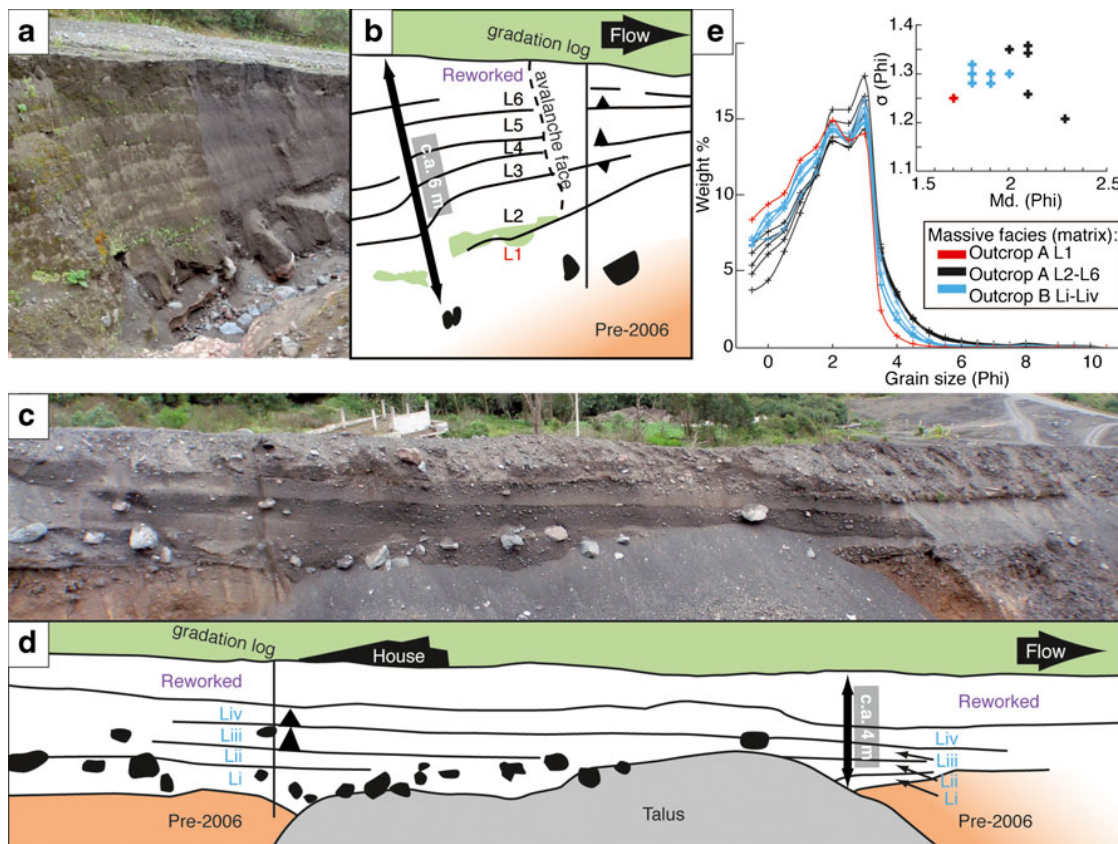 a
b
gradation log
Flow
Reworked
avalanche face
L6
L5
L4
c.a. 6 m
L3
L2
L1
Pre-2006
e
Weight %
15
10
5
0
0
2
4
6
8
10
Grain size (Phi)
σ (Phi)
1.4
1.3
1.2
1.1
1.5
2
2.5
Md. (Phi)
Massive facies (matrix):
Outcrop A L1
Outcrop A L2-L6
Outcrop B Li-Liv
c
d
gradation log
House
Flow
Reworked
c.a. 4 m
Reworked
Liv
Liii
Lii
Li
Liv
Liii
Lii
Li
Pre-2006
Talus
Pre-2006